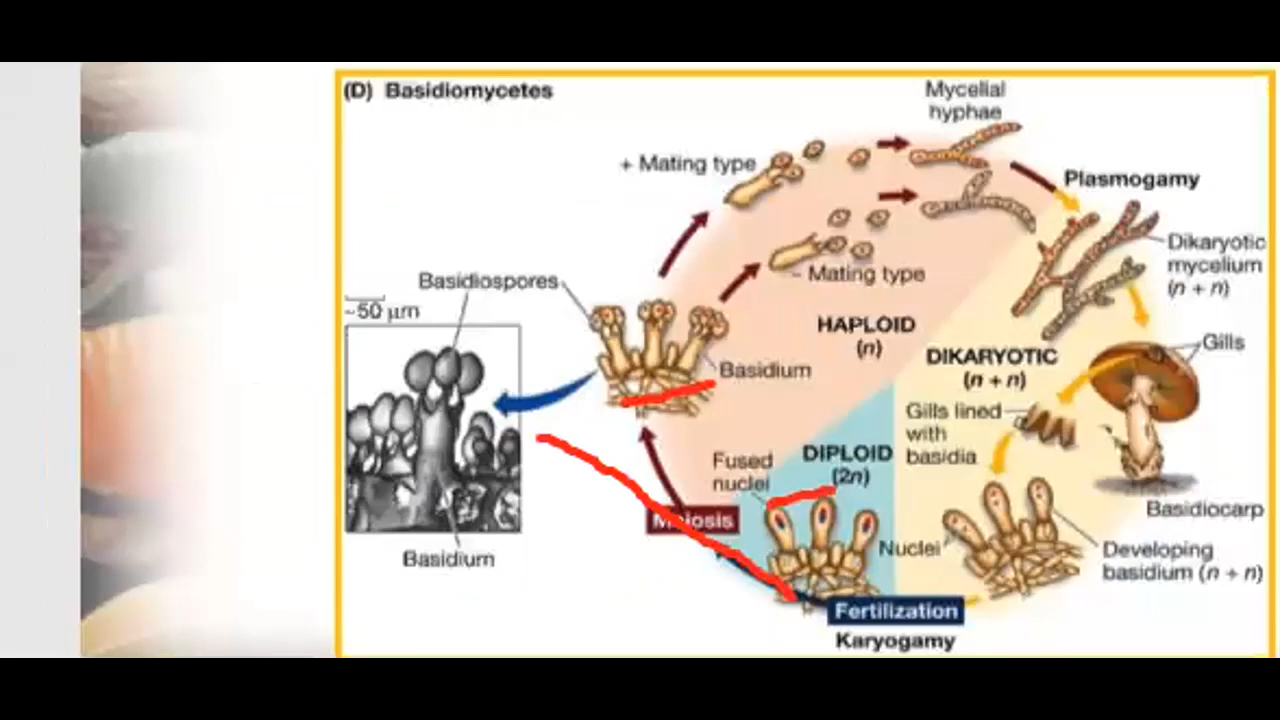 (D) Basidiomycetes
Mycelial
hyphae
+ Mating type
Plasmogamy
Dikaryotic
mycelium
(n + n)
- Mating type
Basidiospores
~50 μm
HAPLOID
(n)
DIKARYOTIC
(n + n)
Gills
Basidium
Gills lined
with
basidia
Fused
nuclei
DIPLOID
(2n)
Basidiocarp
Meiosis
Nuclei
Developing
basidium (n + n)
Basidium
Fertilization
Karyogamy